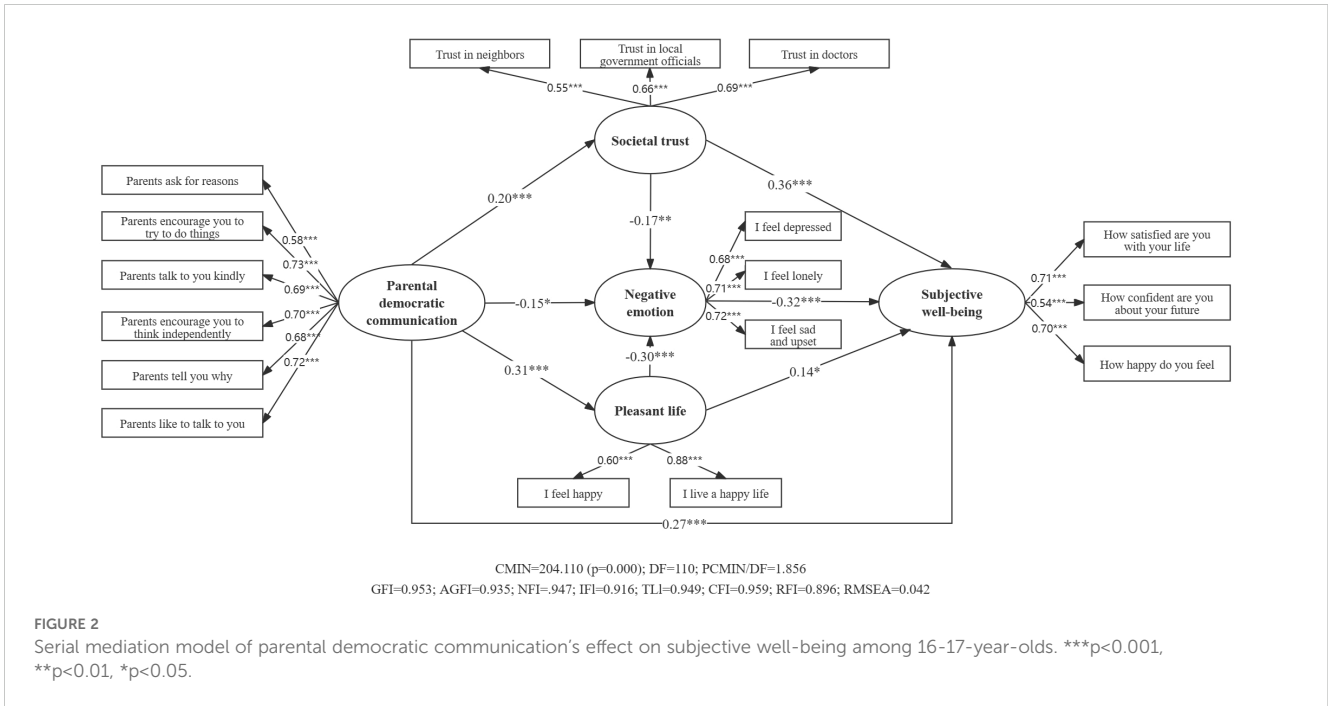 Trust in neighbors
Trust in local
government officials
Trust in doctors
0.55***
0.66***
0.69***
Societal trust
Parents ask for reasons
Parents encourage you to
try to do things
Parents talk to you kindly
Parents encourage you to
think independently
Parents tell you why
Parents like to talk to you
0.58***
0.73***
0.69***
0.70***
0.68***
0.72***
Parental
democratic
communication
0.20***
-0.15*
0.31***
-0.17**
0.36***
Negative
emotion
I feel depressed
I feel lonely
I feel sad
and upset
0.68***
0.71***
0.72***
-0.32***
-0.30***
0.14*
Subjective
well-being
How satisfied are you
with your life
How confident are you
about your future
How happy do you feel
0.71***
0.54***
0.70***
Pleasant life
0.60***
0.88***
I feel happy
I live a happy life
0.27***
CMIN=204.110 (p=0.000); DF=110; PCMIN/DF=1.856
GFI=0.953; AGFI=0.935; NFI=.947; IFl=0.916; TLl=0.949; CFI=0.959; RFI=0.896; RMSEA=0.042
FIGURE 2
Serial mediation model of parental democratic communication's effect on subjective well-being among 16-17-year-olds. ***p<0.001,
**p<0.01, *p<0.05.